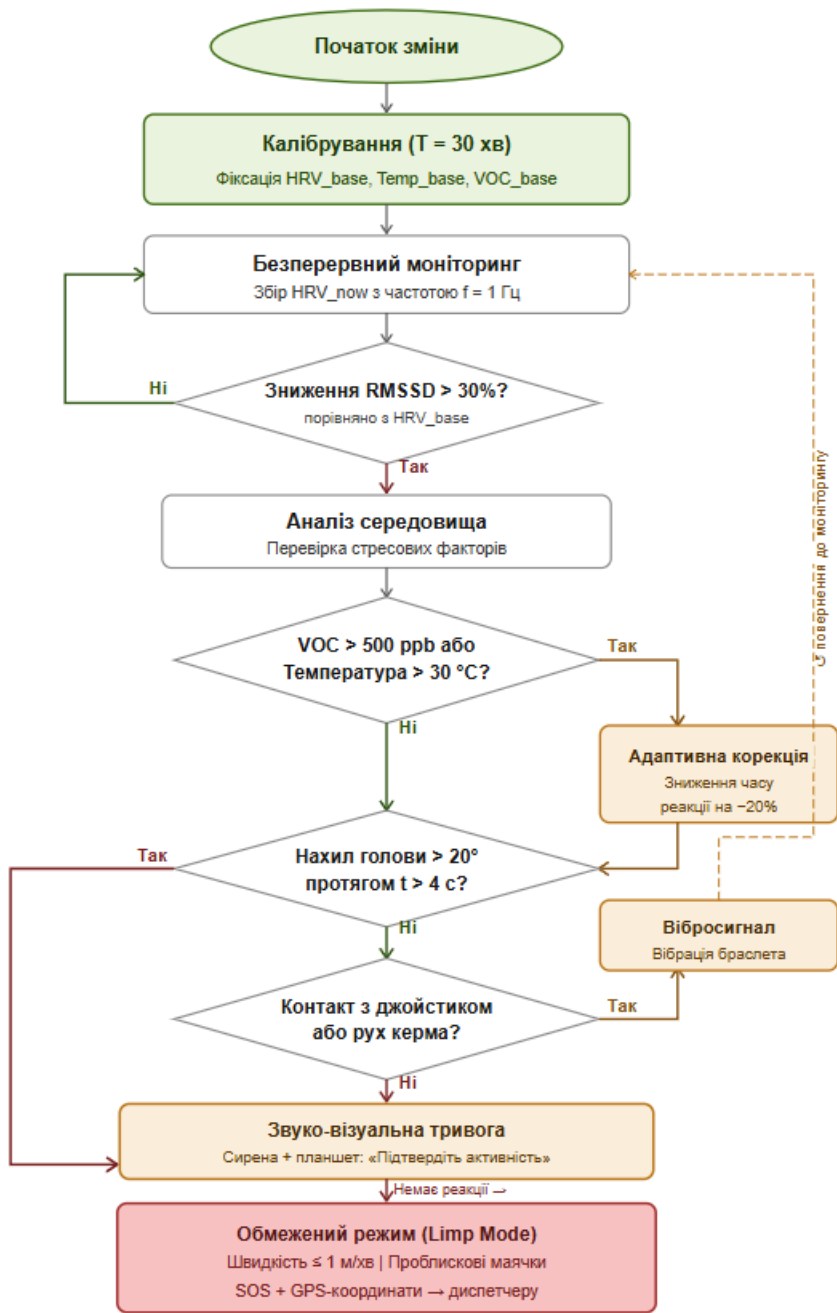 Початок зміни
Калібрування (T = 30 хв)
Фіксація HRV_base, Temp_base, VOC_base
Безперервний моніторинг
Збір HRV_now з частотою f = 1 Гц
Ні
Зниження RMSSD > 30%?
порівняно з HRV_base
Так
Аналіз середовища
Перевірка стресових факторів
↺ повернення до моніторингу
VOC > 500 ppb або
Температура > 30 °C?
Так
Ні
Адаптивна корекція
Зниження часу
реакції на −20%
Так
Нахил голови > 20°
протягом t > 4 с?
Ні
Вібросигнал
Вібрація браслета
Контакт з джойстиком
або рух керма?
Так
Ні
Звуко-візуальна тривога
Сирена + планшет: «Підтвердіть активність»
Немає реакції →
Обмежений режим (Limp Mode)
Швидкість ≤ 1 м/хв | Проблискові маячки
SOS + GPS-координати → диспетчеру